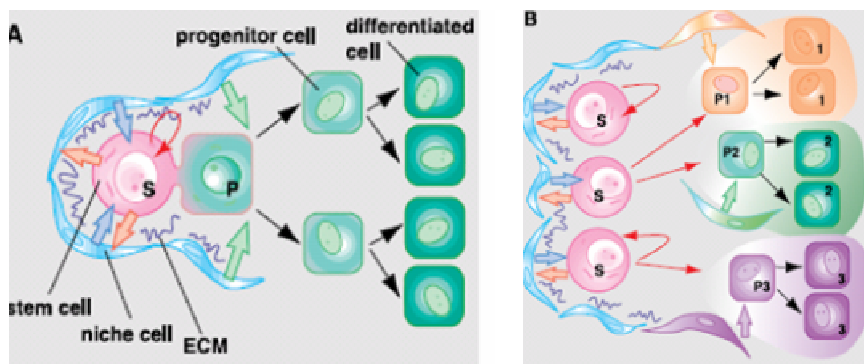 A
progenitor cell
differentiated
cell
S
P
stem cell
niche cell
ECM
B
S
S
S
P1
1
1
P2
2
2
P3
3
3